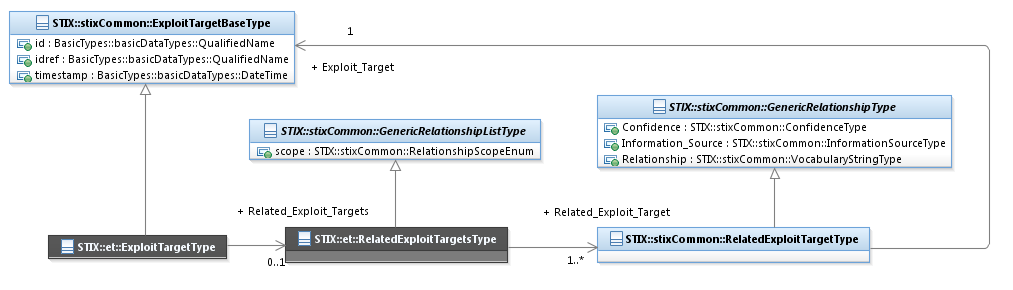 STIX::stixCommon::ExploitTargetBaseType
id : BasicTypes::basicDataTypes::QualifiedName
idref : BasicTypes::basicDataTypes::QualifiedName
timestamp : BasicTypes::basicDataTypes::DateTime
1
+ Exploit_Target
STIX::stixCommon::GenericRelationshipType
Confidence : STIX::stixCommon::ConfidenceType
Information_Source : STIX::stixCommon::InformationSourceType
Relationship : STIX::stixCommon::VocabularyStringType
STIX::stixCommon::GenericRelationshipListType
scope : STIX::stixCommon::RelationshipScopeEnum
+ Related_Exploit_Targets
+ Related_Exploit_Target
STIX::et::ExploitTargetType
0..1
STIX::et::RelatedExploitTargetsType
1..*
STIX::stixCommon::RelatedExploitTargetType